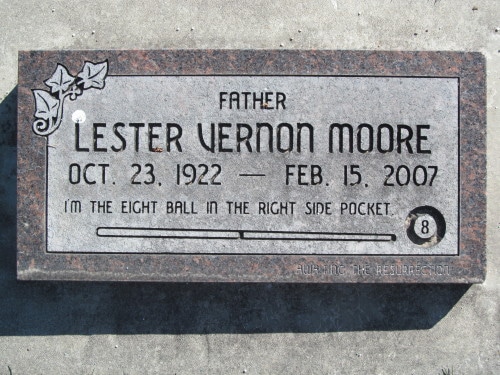 FATHER
LESTER VERNON MOORE
OCT. 23, 1922 — FEB. 15, 2007
I'M THE EIGHT BALL IN THE RIGHT SIDE POCKET.
8
AWAITING THE RESURRECTION